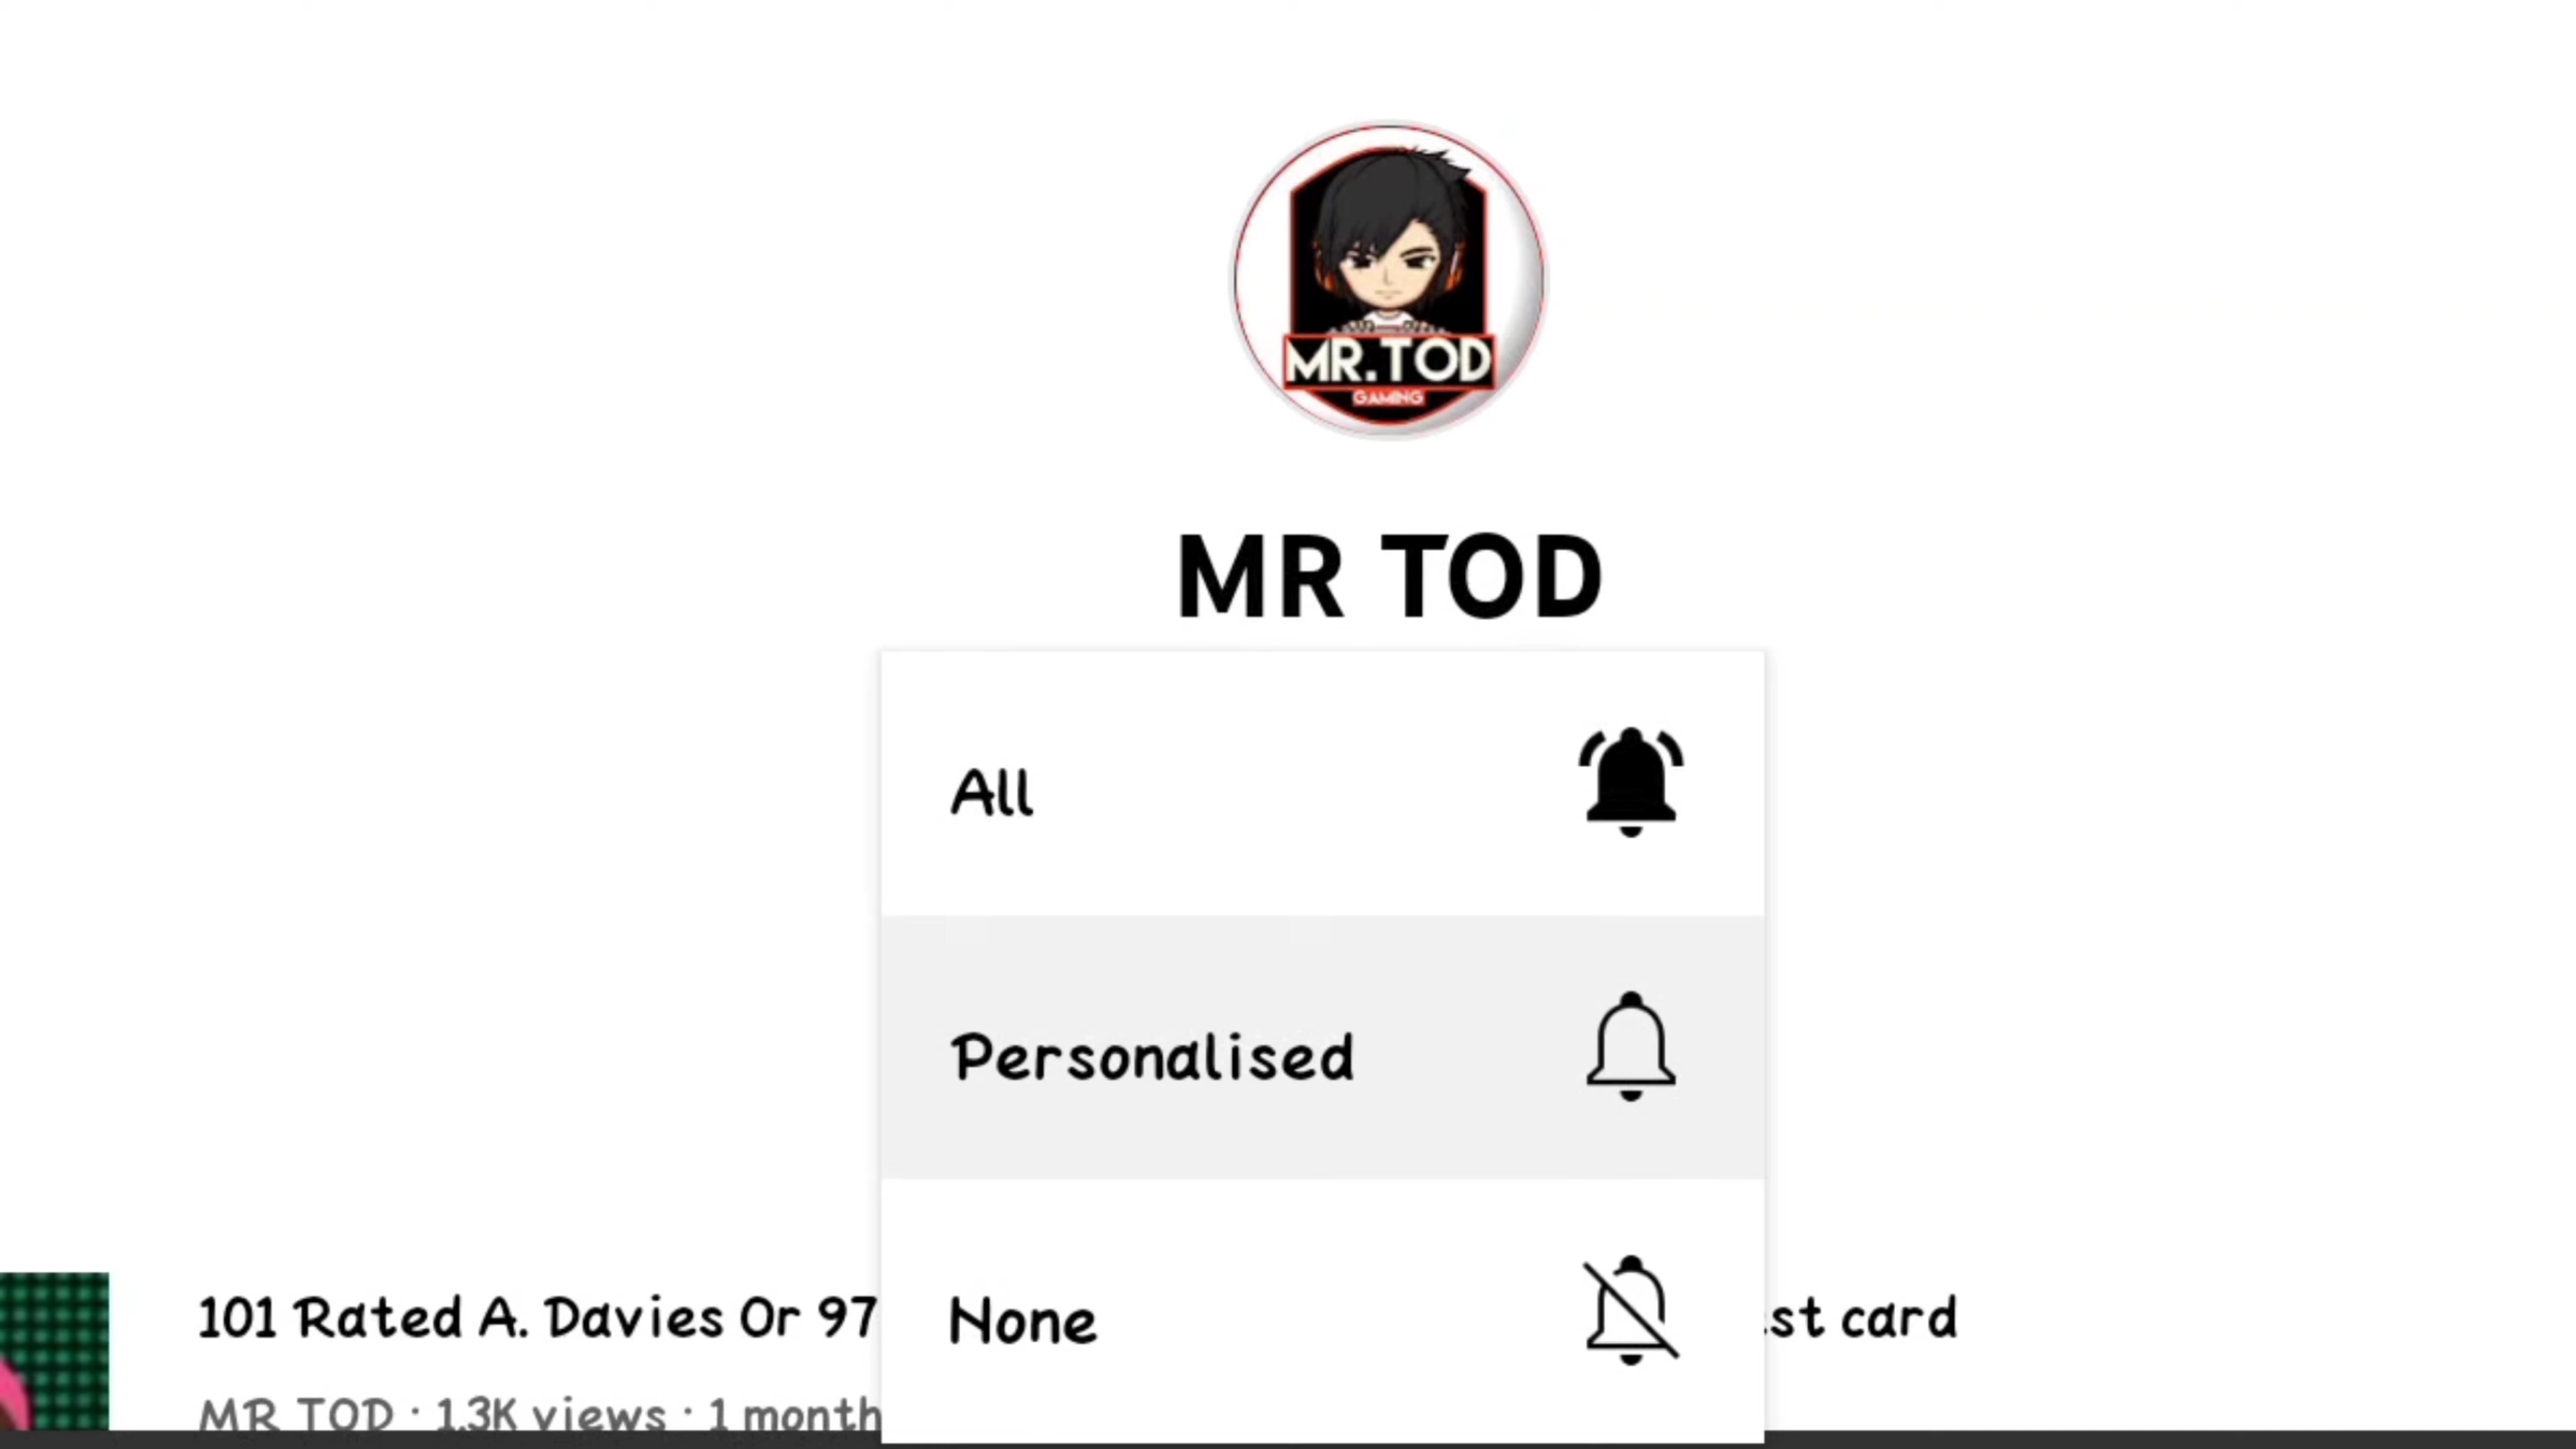 MR.TOD
GAMING
MR TOD
All
Personalised
None
101 Rated A. Davies Or 97 st card
MR TOD · 1.3K views · 1 month